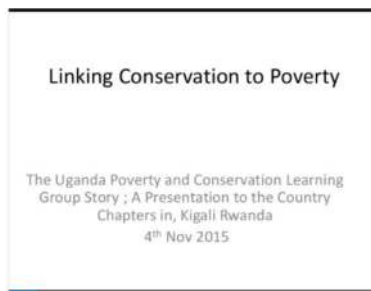 Linking Conservation to Poverty
The Uganda Poverty and Conservation Learning
Group Story ; A Presentation to the Country
Chapters in, Kigali Rwanda
4th Nov 2015